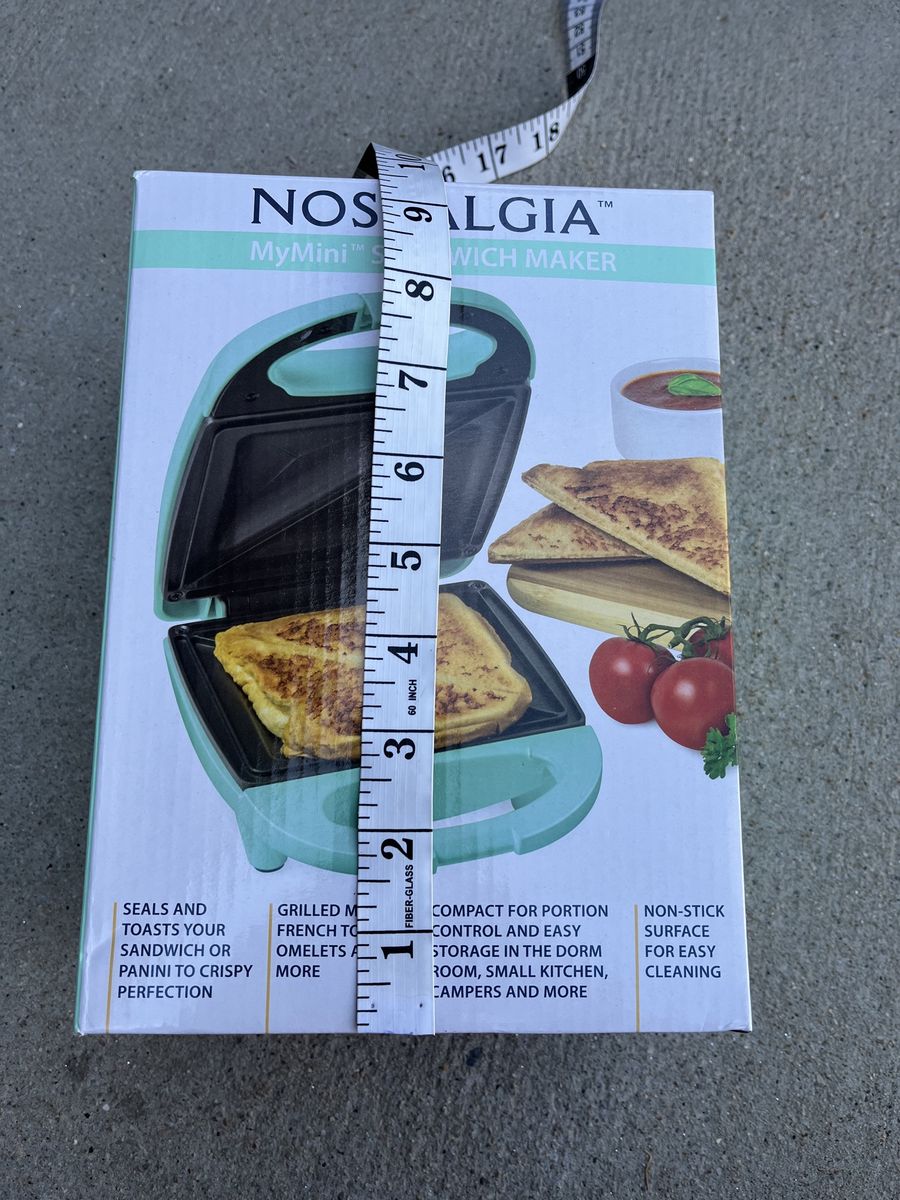 NOS ALGIA™
MyMini™ S WICH MAKER
SEALS AND
TOASTS YOUR
SANDWICH OR
PANINI TO CRISPY
PERFECTION
GRILLED M
FRENCH TO
OMELETS A
MORE
COMPACT FOR PORTION
CONTROL AND EASY
STORAGE IN THE DORM
ROOM, SMALL KITCHEN,
CAMPERS AND MORE
NON-STICK
SURFACE
FOR EASY
CLEANING
1
FIBER-GLASS 2
3
60 INCH 4
5
6
7
8
9
10
6 17 18